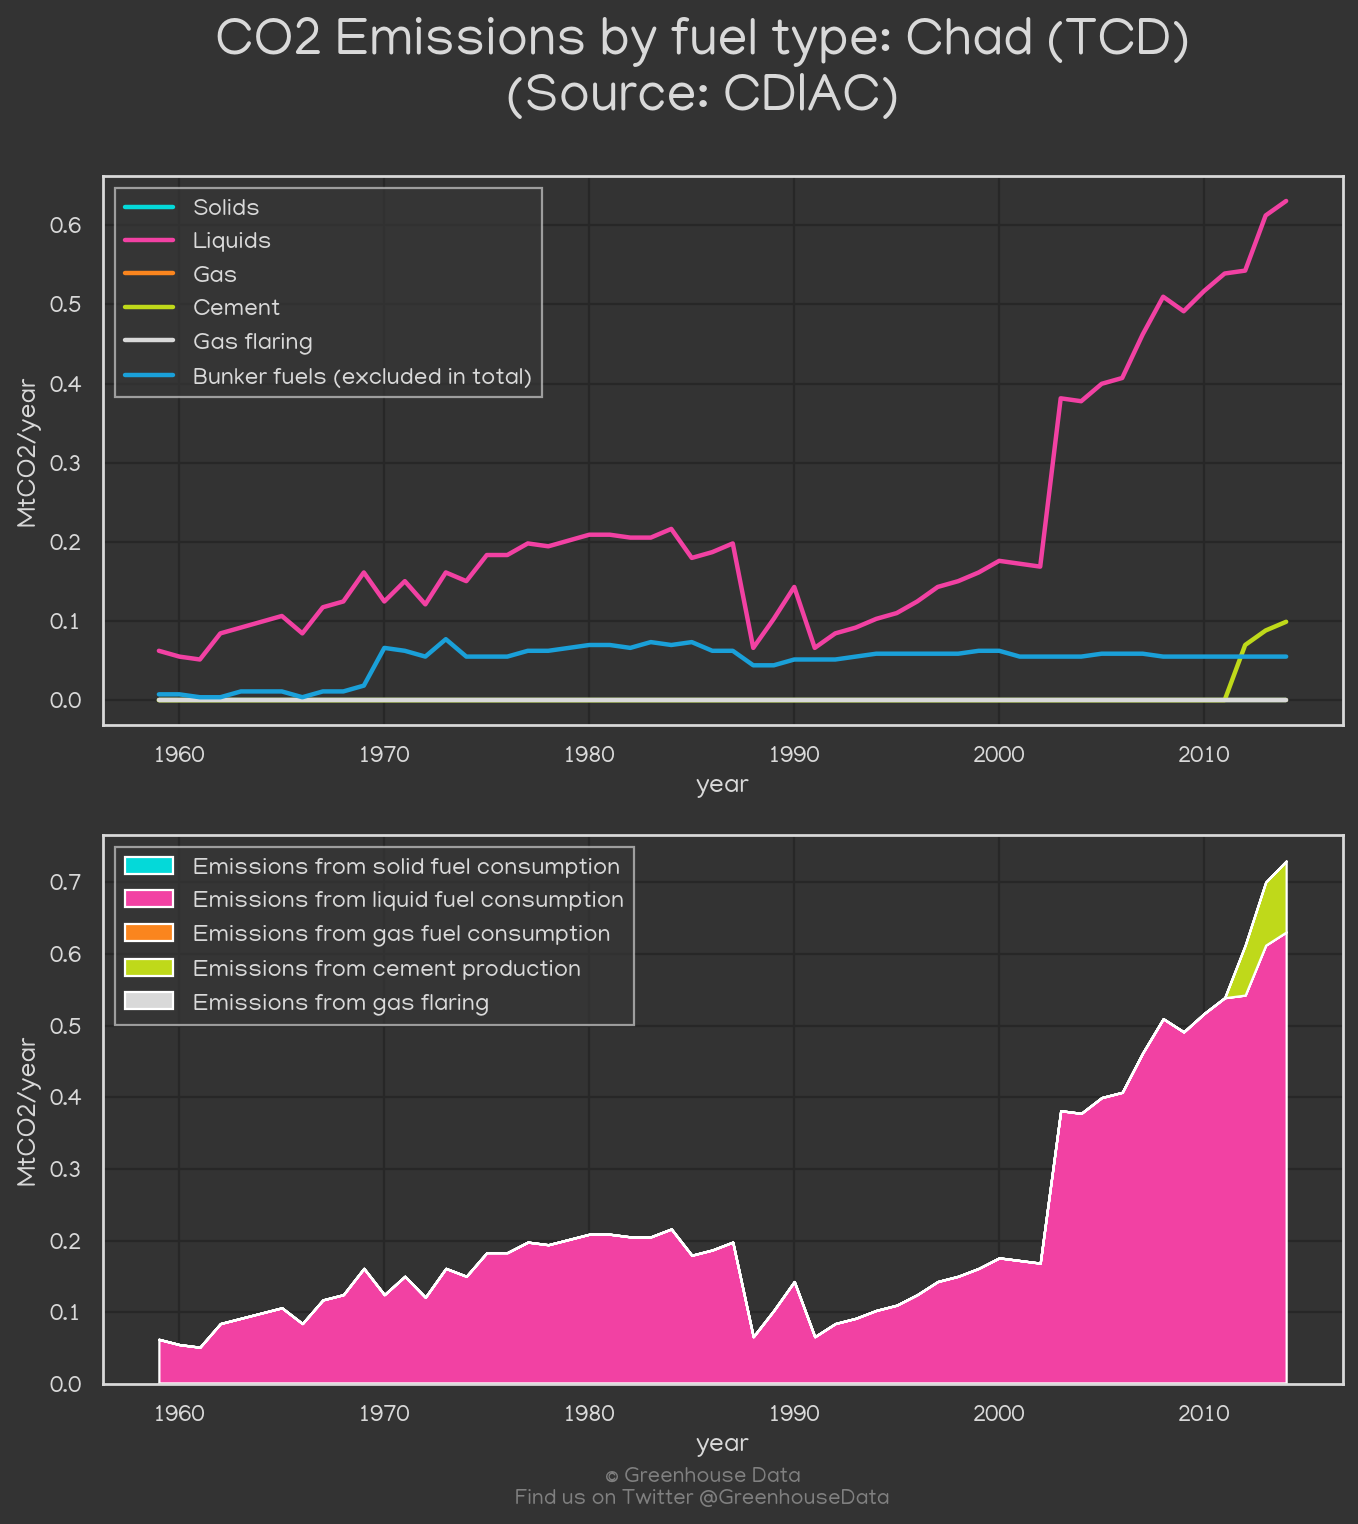 CO2 Emissions by fuel type: Chad (TCD)
(Source: CDIAC)
Solids
Liquids
Gas
Cement
Gas flaring
Bunker fuels (excluded in total)
MtCO2/year
0.6
0.5
0.4
0.3
0.2
0.1
0.0
1960 1970 1980 1990 2000 2010
year
Emissions from solid fuel consumption
Emissions from liquid fuel consumption
Emissions from gas fuel consumption
Emissions from cement production
Emissions from gas flaring
MtCO2/year
0.7
0.6
0.5
0.4
0.3
0.2
0.1
0.0
1960 1970 1980 1990 2000 2010
year
© Greenhouse Data
Find us on Twitter @GreenhouseData